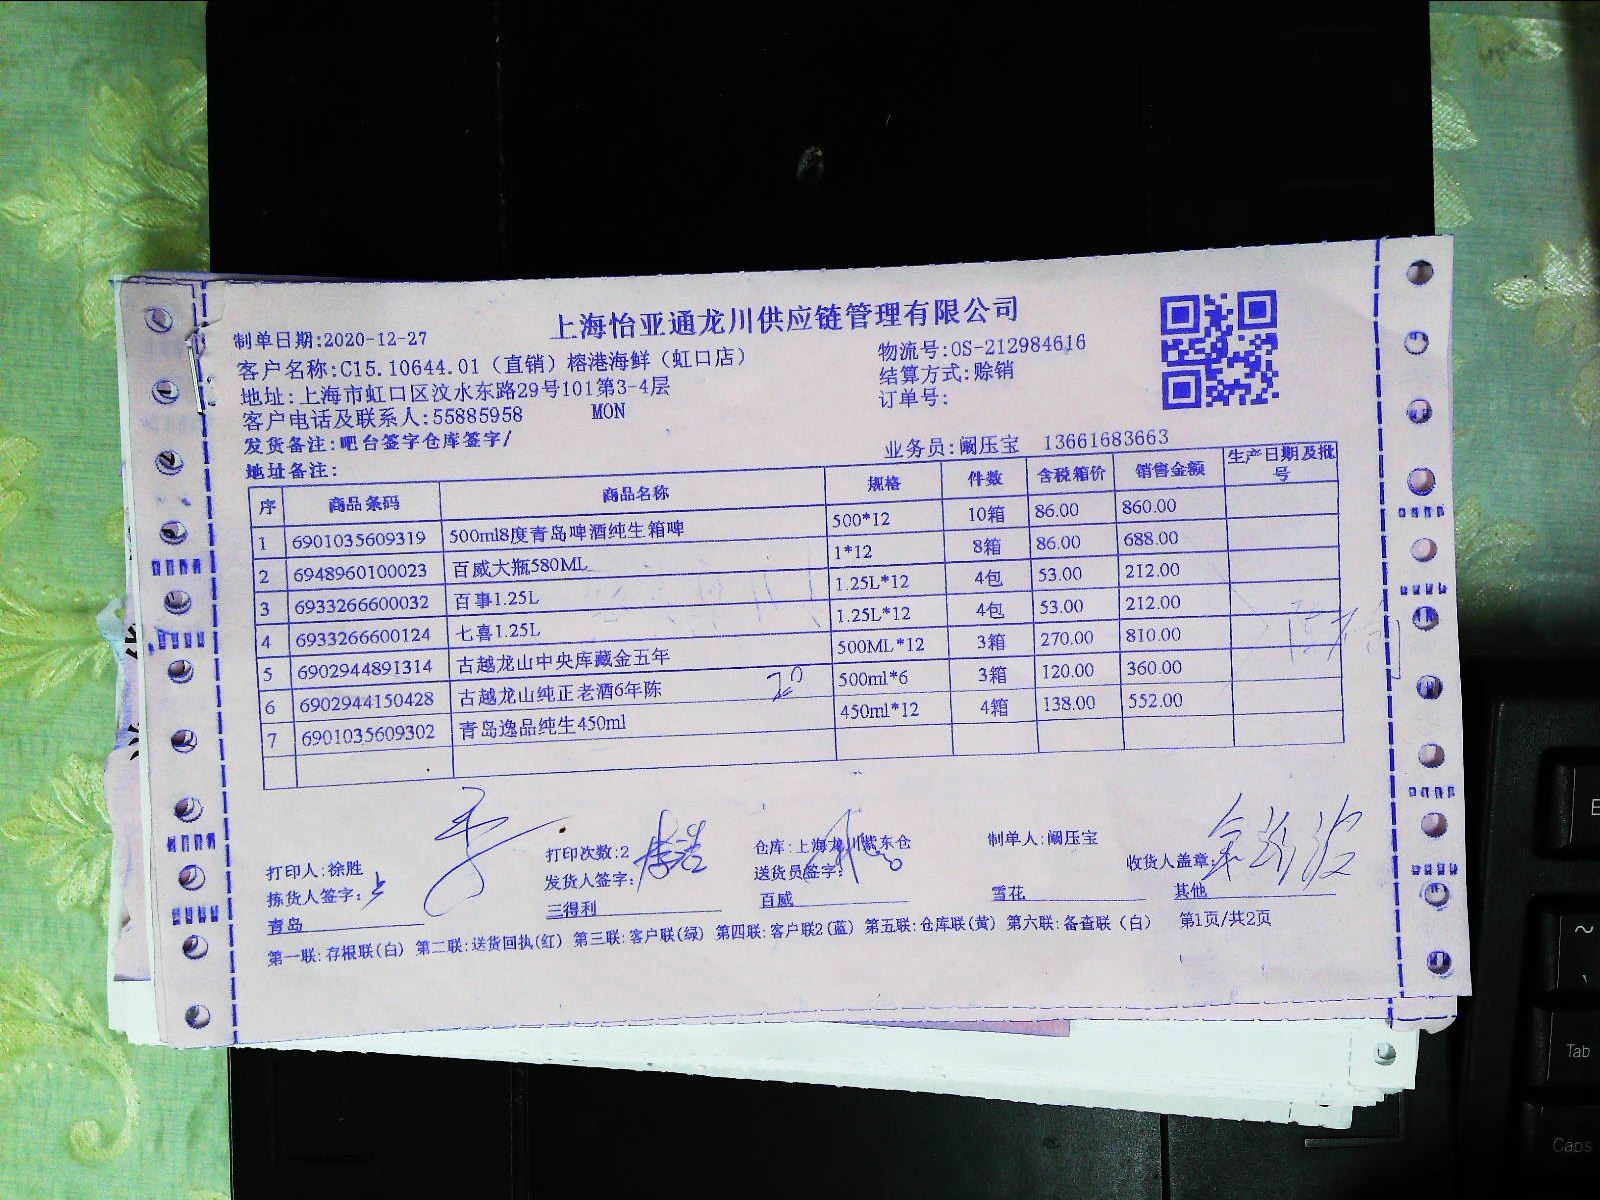 上海怡亚通龙川供应链管理有限公司
制单日期:2020-12-27
客户名称:C15.10644.01（直销）榕港海鲜（虹口店） 物流号:OS-212984616
地址:上海市虹口区汶水东路29号101第3-4层 结算方式:赊销
客户电话及联系人:55885958 MON 订单号:
发货备注:吧台签字仓库签字/ 业务员:阚压宝 13661683663
地址备注:
序 商品条码 商品名称 规格 件数 含税箱价 销售金额 生产日期及批号
1 6901035609319 500ml8度青岛啤酒纯生箱啤 500*12 10箱 86.00 860.00
2 6948960100023 百威大瓶580ML 1*12 8箱 86.00 688.00
3 6933266600032 百事1.25L 1.25L*12 4包 53.00 212.00
4 6933266600124 七喜1.25L 1.25L*12 4包 53.00 212.00
5 6902944891314 古越龙山中央库藏金五年 500ML*12 3箱 270.00 810.00
6 6902944150428 古越龙山纯正老酒6年陈 20 500ml*6 3箱 120.00 360.00
7 6901035609302 青岛逸品纯生450ml 450ml*12 4箱 138.00 552.00
打印人:徐胜 打印次数:2 仓库:上海龙川紫东仓 制单人:阚压宝
拣货人签字: 发货人签字: 送货员签字: 收货人盖章:
青岛 三得利 百威 雪花 其他
第一联:存根联(白) 第二联:送货回执(红) 第三联:客户联(绿) 第四联:客户联2(蓝) 第五联:仓库联(黄) 第六联:备查联（白） 第1页/共2页
Tab
Caps